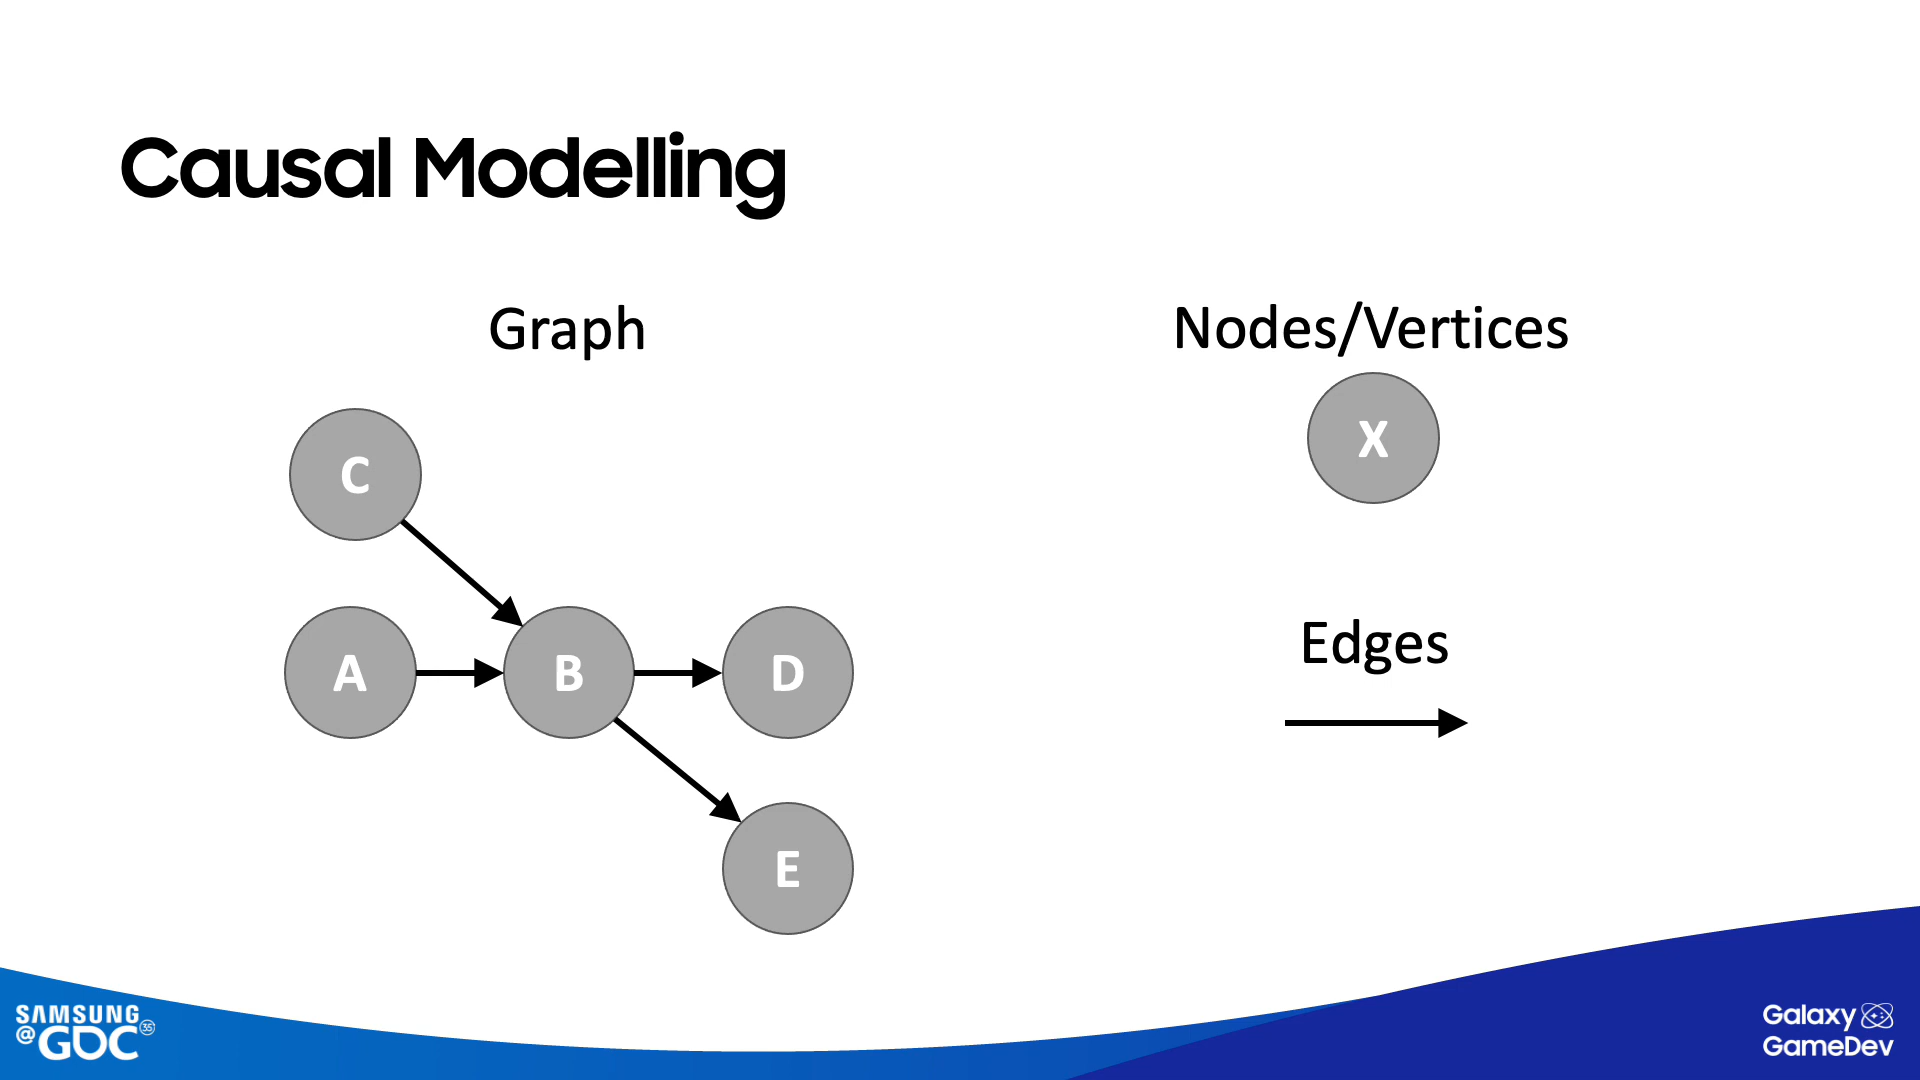 Causal Modelling
Graph
C
A
B
D
E
Nodes/Vertices
X
Edges
SAMSUNG
@GDC 35
Galaxy
GameDev